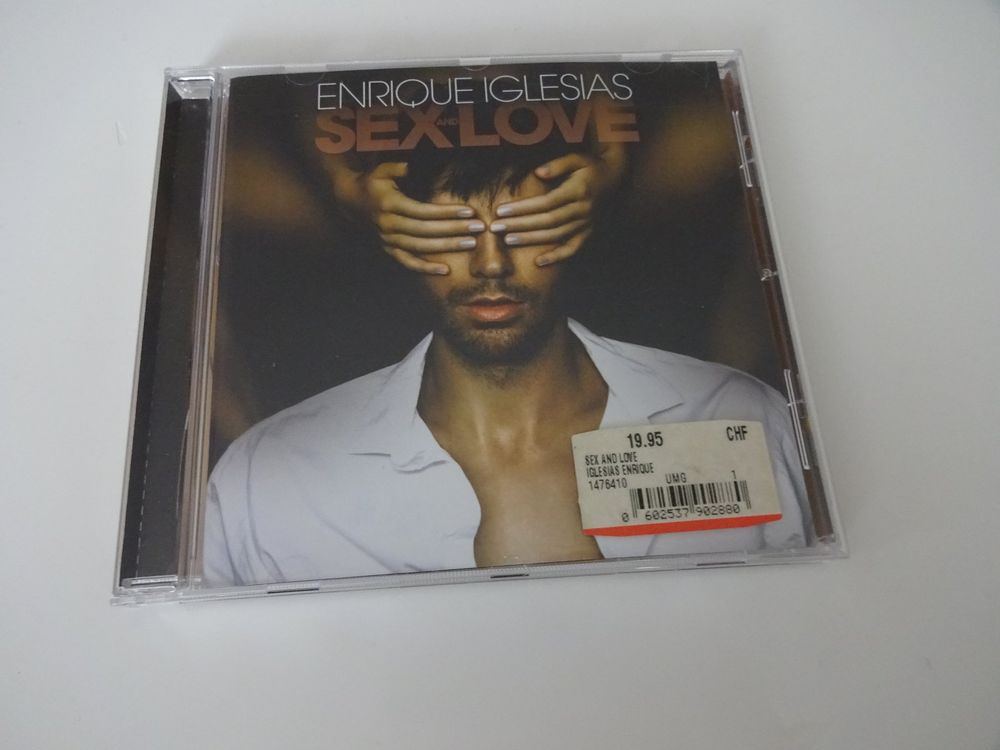 ENRIQUE IGLESIAS
SEX AND LOVE
19.95 CHF
SEX AND LOVE
IGLESIAS ENRIQUE
1476410 UMG 1
0 602537 902880